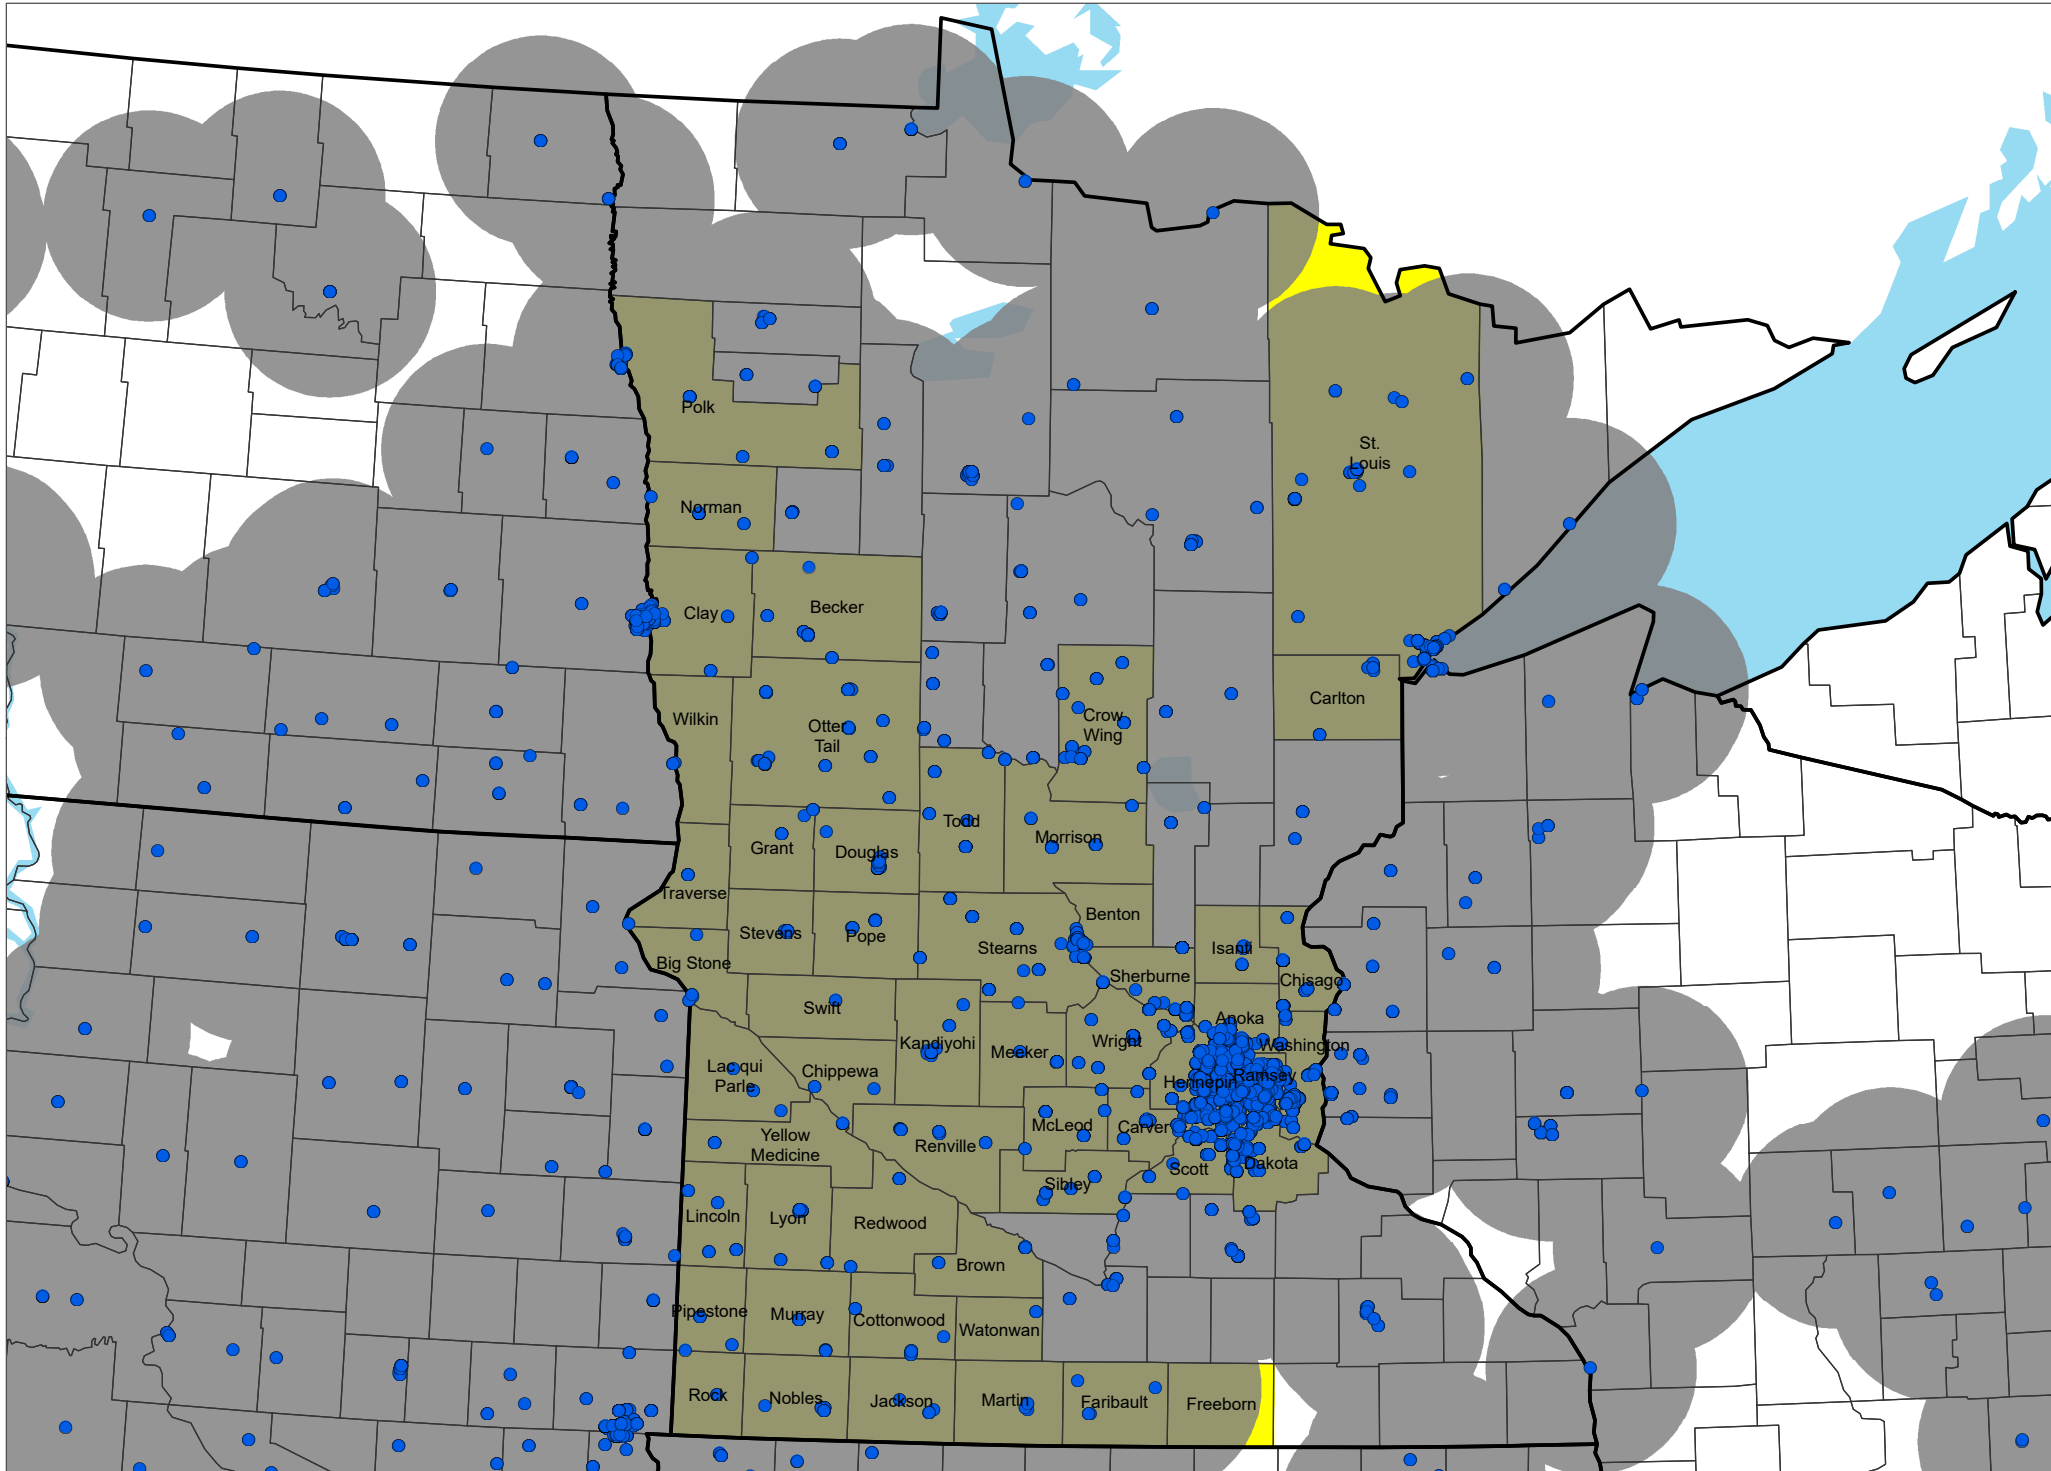 Polk
St.
Louis
Norman
Clay
Becker
Wilkin
Otter
Tail
Crow
Wing
Carlton
Grant
Douglas
Todd
Morrison
Traverse
Stevens
Pope
Stearns
Benton
Isanti
Big Stone
Sherburne
Chisago
Swift
Anoka
Kandiyohi
Meeker
Wright
Washington
Lac qui
Parle
Chippewa
Hennepin
Ramsey
Yellow
Medicine
Renville
McLeod
Carver
Scott
Dakota
Sibley
Lincoln
Lyon
Redwood
Brown
Pipestone
Murray
Cottonwood
Watonwan
Rock
Nobles
Jackson
Martin
Faribault
Freeborn